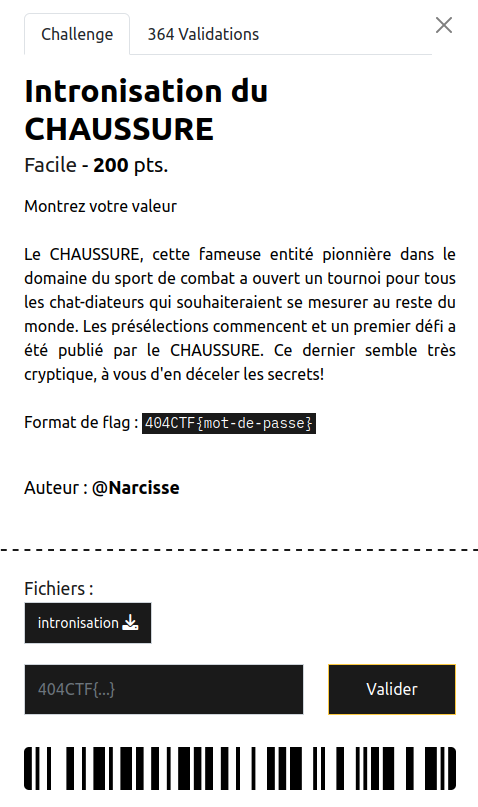 Challenge 364 Validations
Intronisation du
CHAUSSURE
Facile - 200 pts.
Montrez votre valeur
Le CHAUSSURE, cette fameuse entité pionnière dans le
domaine du sport de combat a ouvert un tournoi pour tous
les chat-diateurs qui souhaiteraient se mesurer au reste du
monde. Les présélections commencent et un premier défi a
été publié par le CHAUSSURE. Ce dernier semble très
cryptique, à vous d'en déceler les secrets!
Format de flag : 404CTF{mot-de-passe}
Auteur : @Narcisse
Fichiers :
intronisation
404CTF{...} Valider